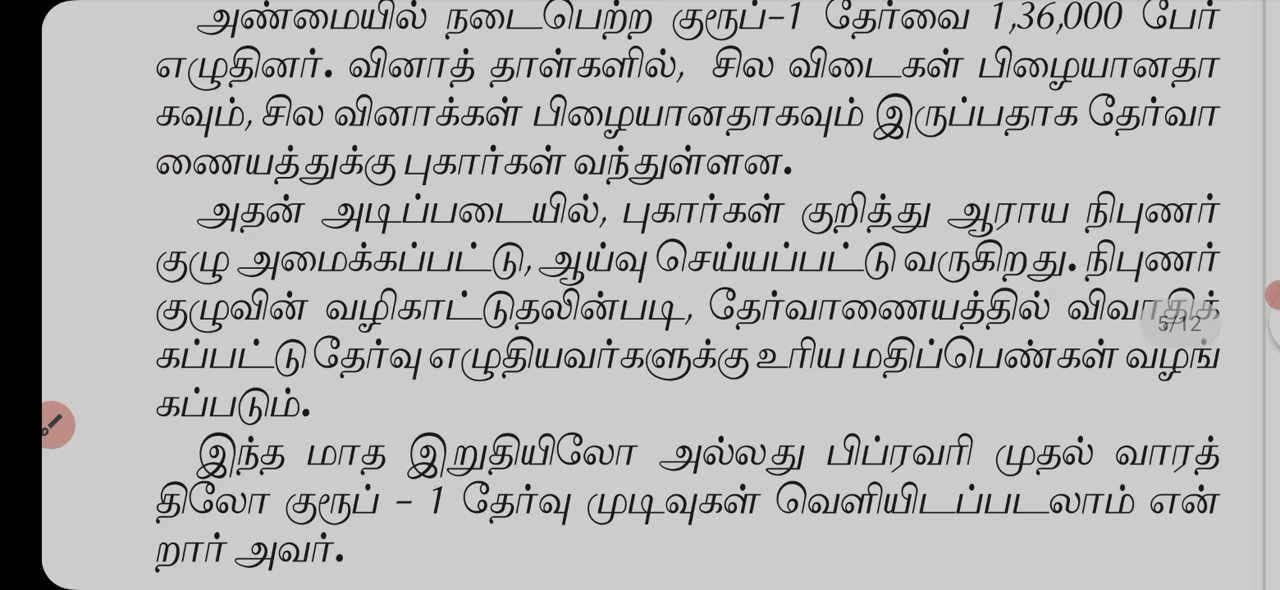 அண்மையில் நடைபெற்ற குரூப்-1 தேர்வை 1,36,000 பேர்
எழுதினர். வினாத் தாள்களில், சில விடைகள் பிழையானதா
கவும், சில வினாக்கள் பிழையானதாகவும் இருப்பதாக தேர்வா
ணையத்துக்கு புகார்கள் வந்துள்ளன.
அதன் அடிப்படையில், புகார்கள் குறித்து ஆராய நிபுணர்
குழு அமைக்கப்பட்டு, ஆய்வு செய்யப்பட்டு வருகிறது. நிபுணர்
குழுவின் வழிகாட்டுதலின்படி, தேர்வாணையத்தில் விவாதிக்
5/12
கப்பட்டு தேர்வு எழுதியவர்களுக்கு உரிய மதிப்பெண்கள் வழங்
கப்படும்.
இந்த மாத இறுதியிலோ அல்லது பிப்ரவரி முதல் வாரத்
திலோ குரூப் - 1 தேர்வு முடிவுகள் வெளியிடப்படலாம் என்
றார் அவர்.